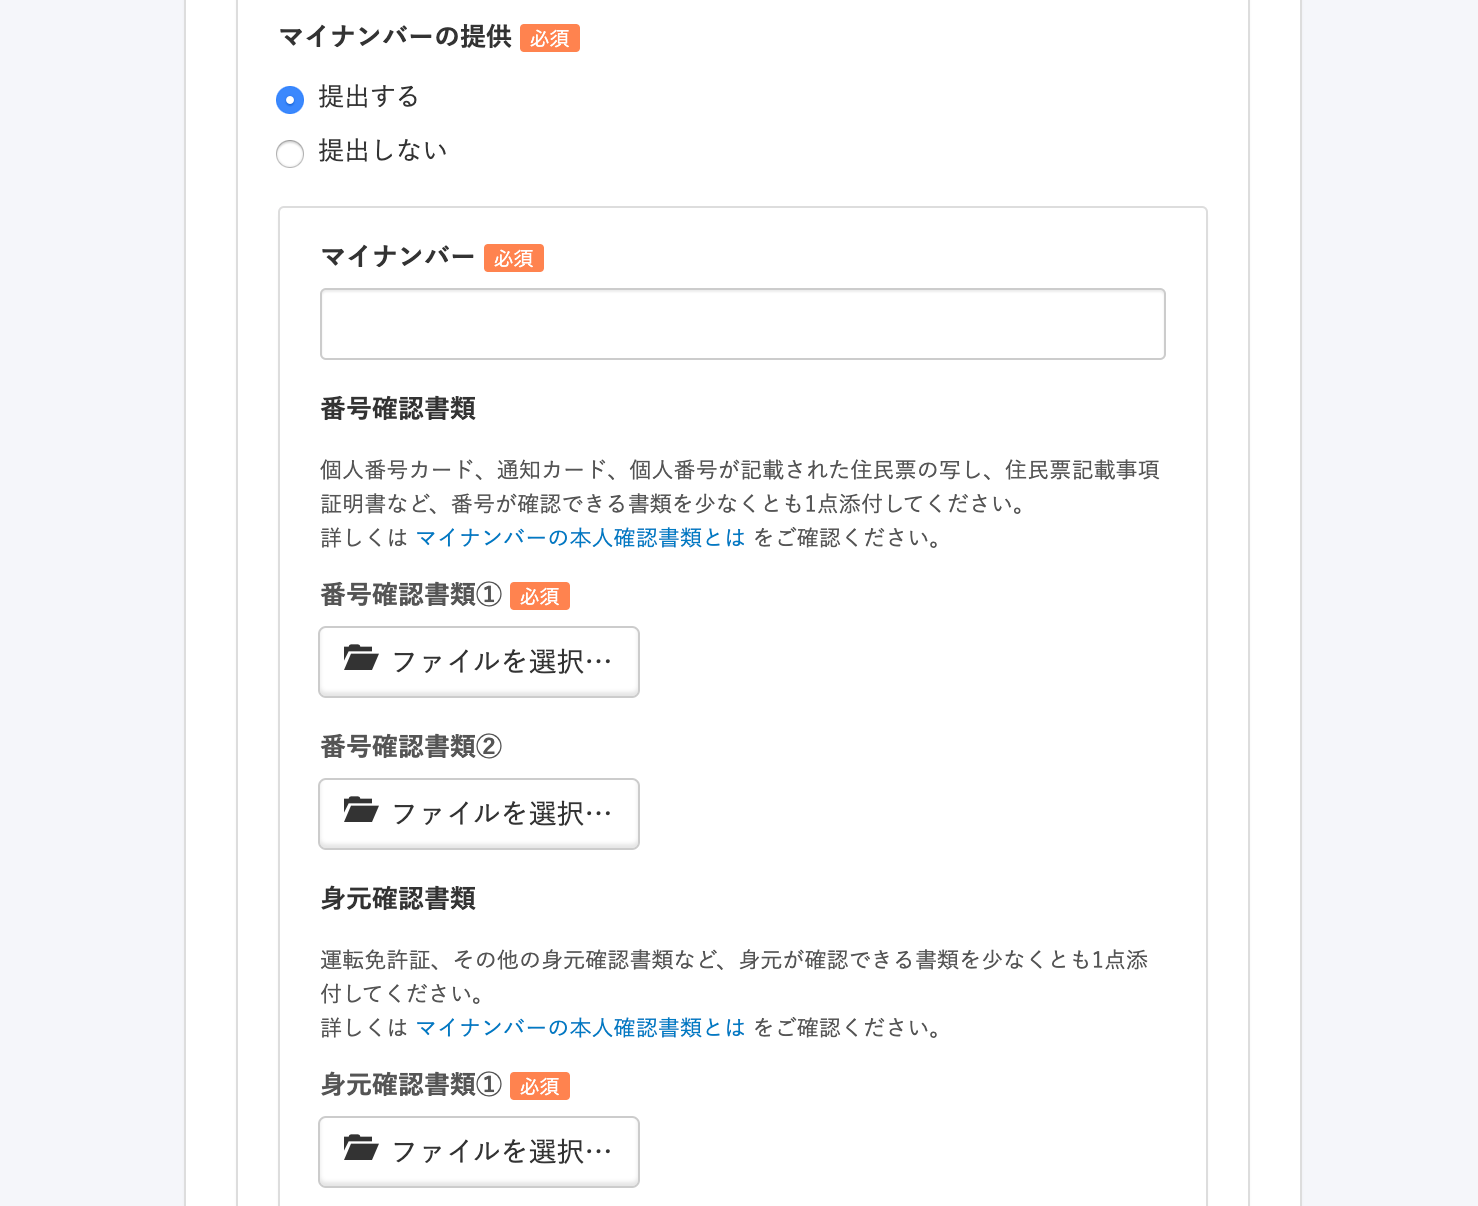 マイナンバーの提供 必須
提出する
提出しない
マイナンバー 必須
番号確認書類
個人番号カード、通知カード、個人番号が記載された住民票の写し、住民票記載事項
証明書など、番号が確認できる書類を少なくとも1点添付してください。
詳しくは マイナンバーの本人確認書類とは をご確認ください。
番号確認書類① 必須
ファイルを選択…
番号確認書類②
ファイルを選択…
身元確認書類
運転免許証、その他の身元確認書類など、身元が確認できる書類を少なくとも1点添
付してください。
詳しくは マイナンバーの本人確認書類とは をご確認ください。
身元確認書類① 必須
ファイルを選択…